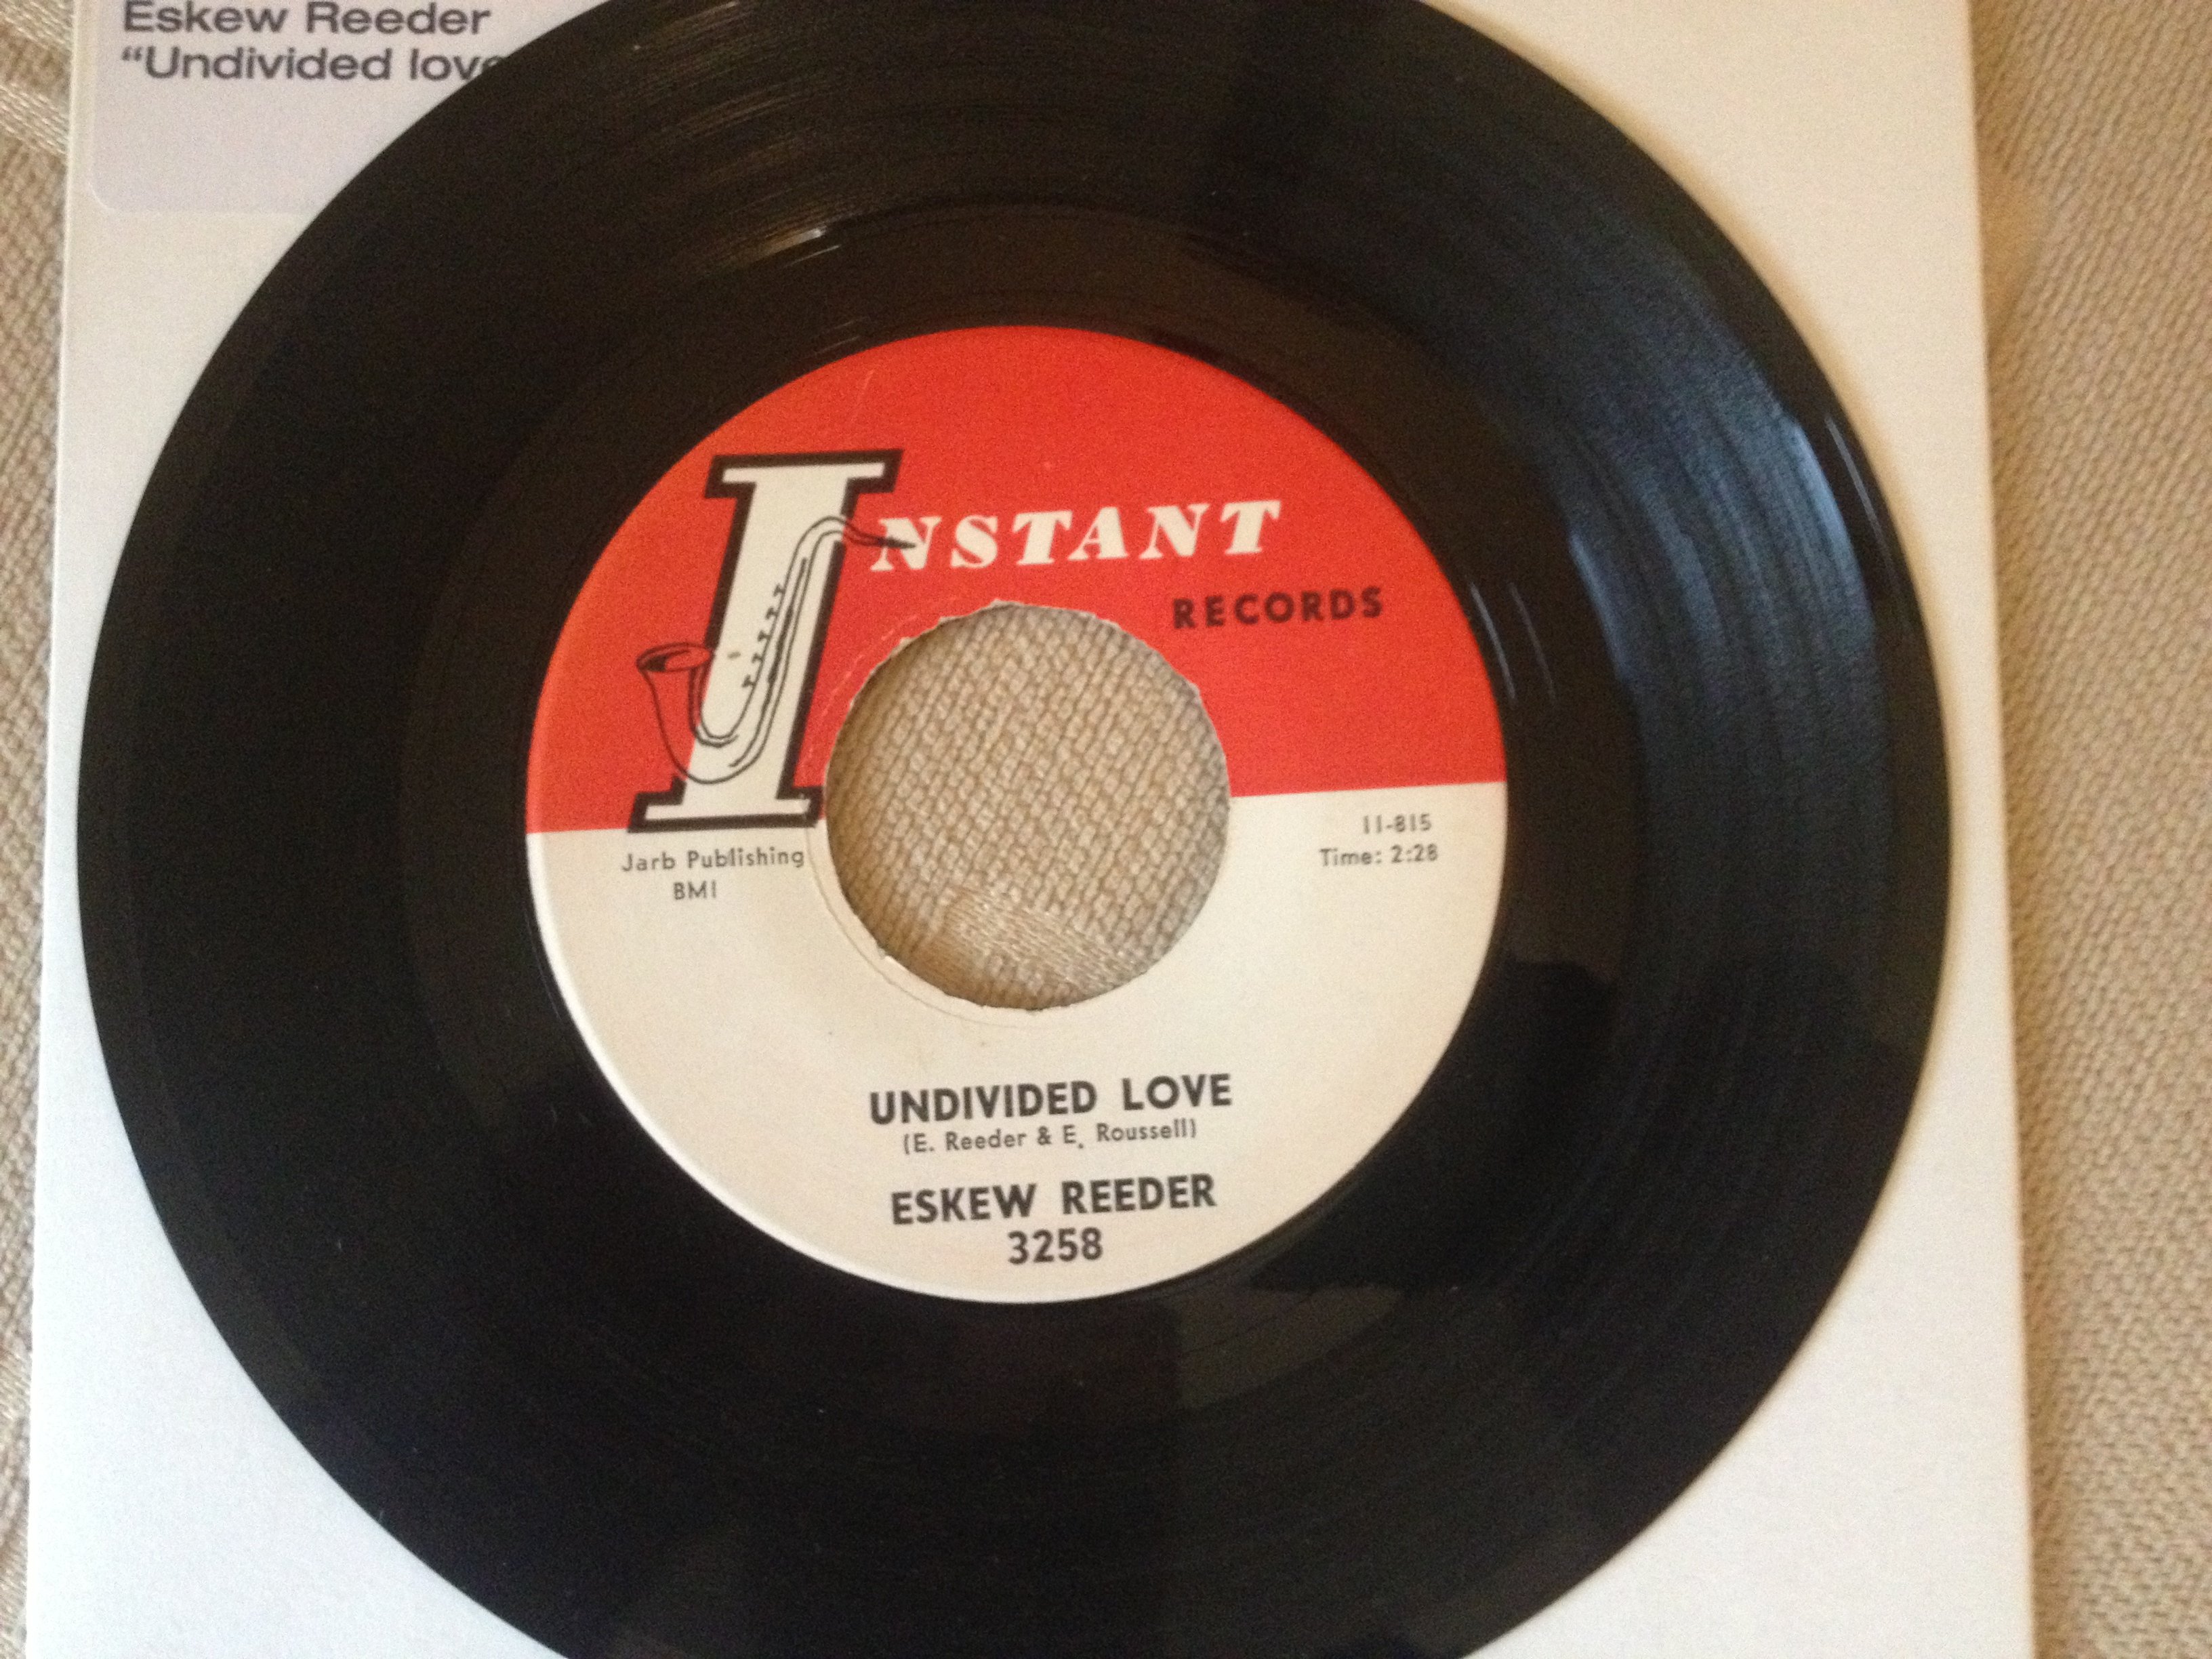 Eskew Reeder
“Undivided love
INSTANT
RECORDS
11-815
Time: 2:28
Jarb Publishing
BMI
UNDIVIDED LOVE
(E. Reeder & E. Roussell)
ESKEW REEDER
3258